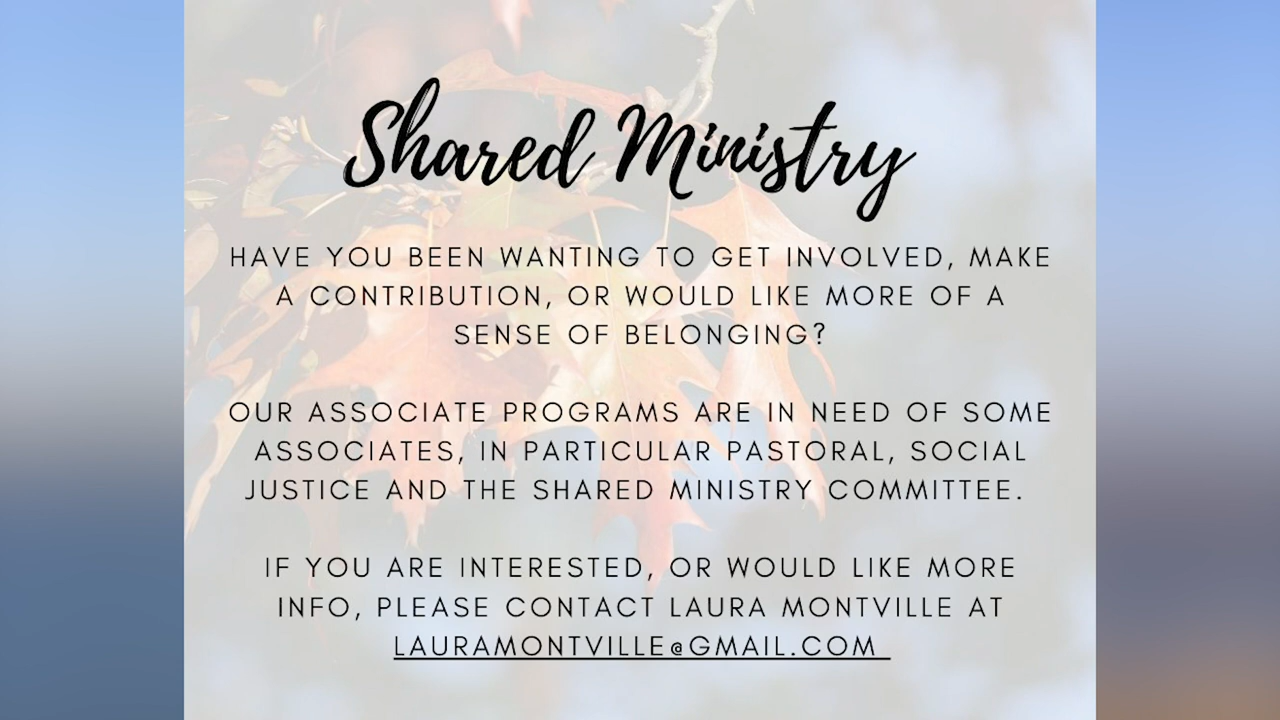 Shared Ministry
HAVE YOU BEEN WANTING TO GET INVOLVED, MAKE
A CONTRIBUTION, OR WOULD LIKE MORE OF A
SENSE OF BELONGING?
OUR ASSOCIATE PROGRAMS ARE IN NEED OF SOME
ASSOCIATES, IN PARTICULAR PASTORAL, SOCIAL
JUSTICE AND THE SHARED MINISTRY COMMITTEE.
IF YOU ARE INTERESTED, OR WOULD LIKE MORE
INFO, PLEASE CONTACT LAURA MONTVILLE AT
LAURAMONTVILLE@GMAIL.COM